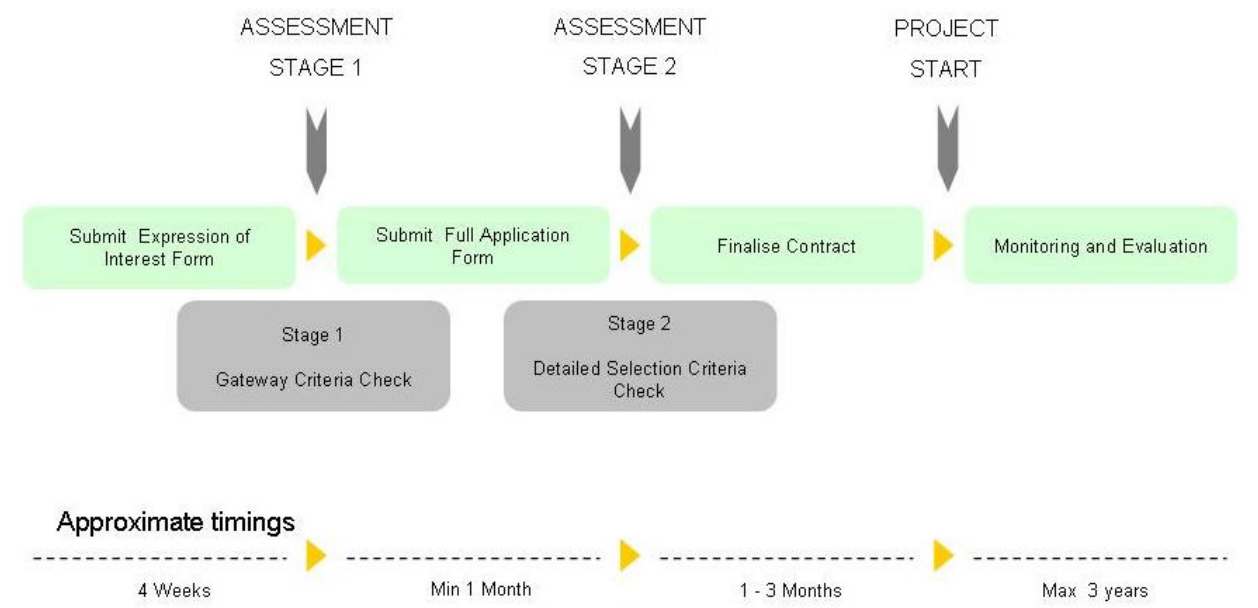 ASSESSMENT
STAGE 1
ASSESSMENT
STAGE 2
PROJECT
START
Submit Expression of
Interest Form
Submit Full Application
Form
Finalise Contract
Monitoring and Evaluation
Stage 1
Gateway Criteria Check
Stage 2
Detailed Selection Criteria
Check
Approximate timings
4 Weeks
Min 1 Month
1 - 3 Months
Max 3 years